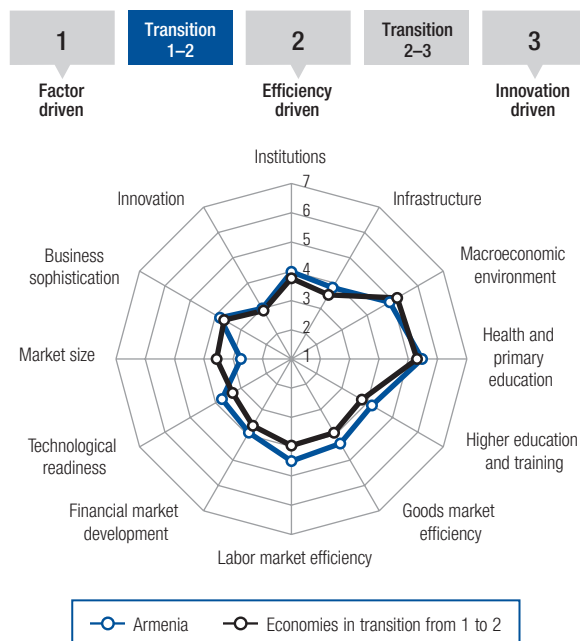 1
Transition
1–2
2
Transition
2–3
3
Factor
driven
Efficiency
driven
Innovation
driven
Institutions
7
6
5
4
3
2
1
Infrastructure
Macroeconomic
environment
Health and
primary
education
Higher education
and training
Goods market
efficiency
Labor market efficiency
Financial market
development
Technological
readiness
Market size
Business
sophistication
Innovation
Armenia
Economies in transition from 1 to 2